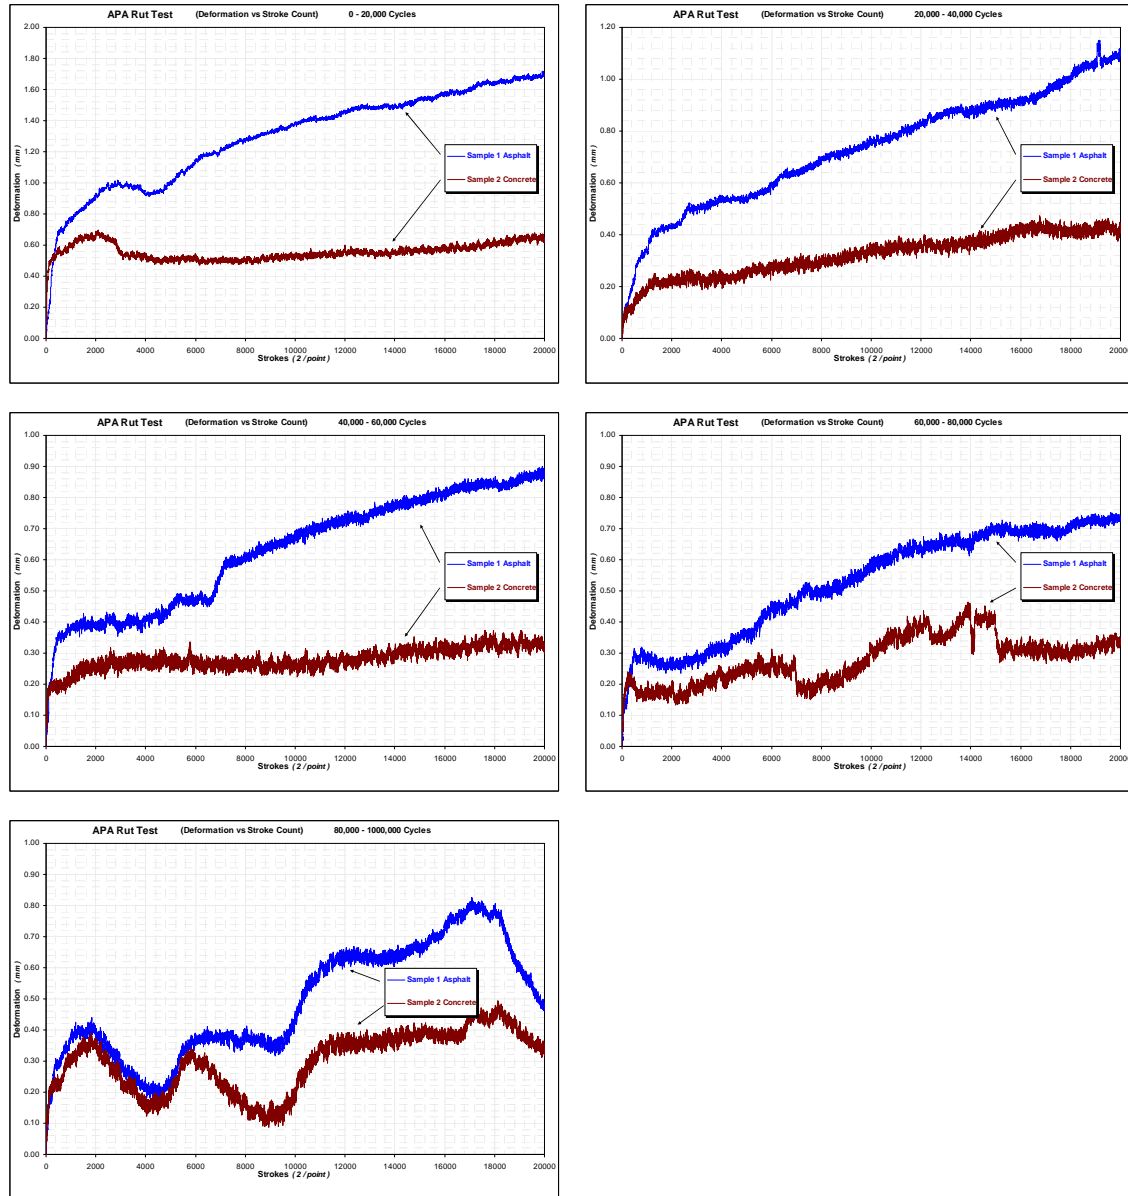 APA Rut Test (Deformation vs Stroke Count) 0 - 20,000 Cycles
2.00
1.80
1.60
1.40
1.20
1.00
0.80
0.60
0.40
0.20
0.00
Deformation (mm)
Sample 1 Asphalt
Sample 2 Concrete
0 2000 4000 6000 8000 10000 12000 14000 16000 18000 20000
Strokes (2 / point)
APA Rut Test (Deformation vs Stroke Count) 20,000 - 40,000 Cycles
1.20
1.00
0.80
0.60
0.40
0.20
0.00
Deformation (mm)
Sample 1 Asphalt
Sample 2 Concrete
0 2000 4000 6000 8000 10000 12000 14000 16000 18000 20000
Strokes (2 / point)
APA Rut Test (Deformation vs Stroke Count) 40,000 - 60,000 Cycles
1.00
0.90
0.80
0.70
0.60
0.50
0.40
0.30
0.20
0.10
0.00
Deformation (mm)
Sample 1 Asphalt
Sample 2 Concrete
0 2000 4000 6000 8000 10000 12000 14000 16000 18000 20000
Strokes (2 / point)
APA Rut Test (Deformation vs Stroke Count) 60,000 - 80,000 Cycles
1.00
0.90
0.80
0.70
0.60
0.50
0.40
0.30
0.20
0.10
0.00
Deformation (mm)
Sample 1 Asphalt
Sample 2 Concrete
0 2000 4000 6000 8000 10000 12000 14000 16000 18000 20000
Strokes (2 / point)
APA Rut Test (Deformation vs Stroke Count) 80,000 - 1000,000 Cycles
1.00
0.90
0.80
0.70
0.60
0.50
0.40
0.30
0.20
0.10
0.00
Deformation (mm)
Sample 1 Asphalt
Sample 2 Concrete
0 2000 4000 6000 8000 10000 12000 14000 16000 18000 20000
Strokes (2 / point)